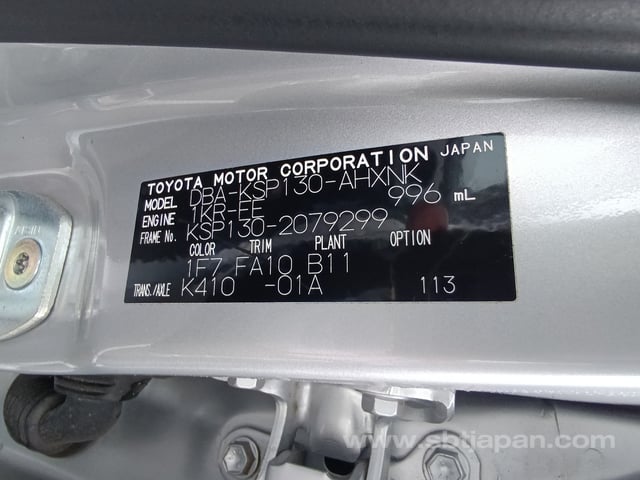 TOYOTA MOTOR CORPORATION JAPAN
MODEL DBA-KSP130-AHXNK
ENGINE 1KR-FE 996 mL
FRAME No. KSP130-2079299
COLOR TRIM PLANT OPTION
1F7 FA10 B11
TRANS./AXLE K410 -01A 113
www.sbtjapan.com